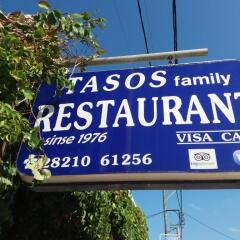 TASOS family
RESTAURANT
sinse 1976
VISA CA
28210 61256